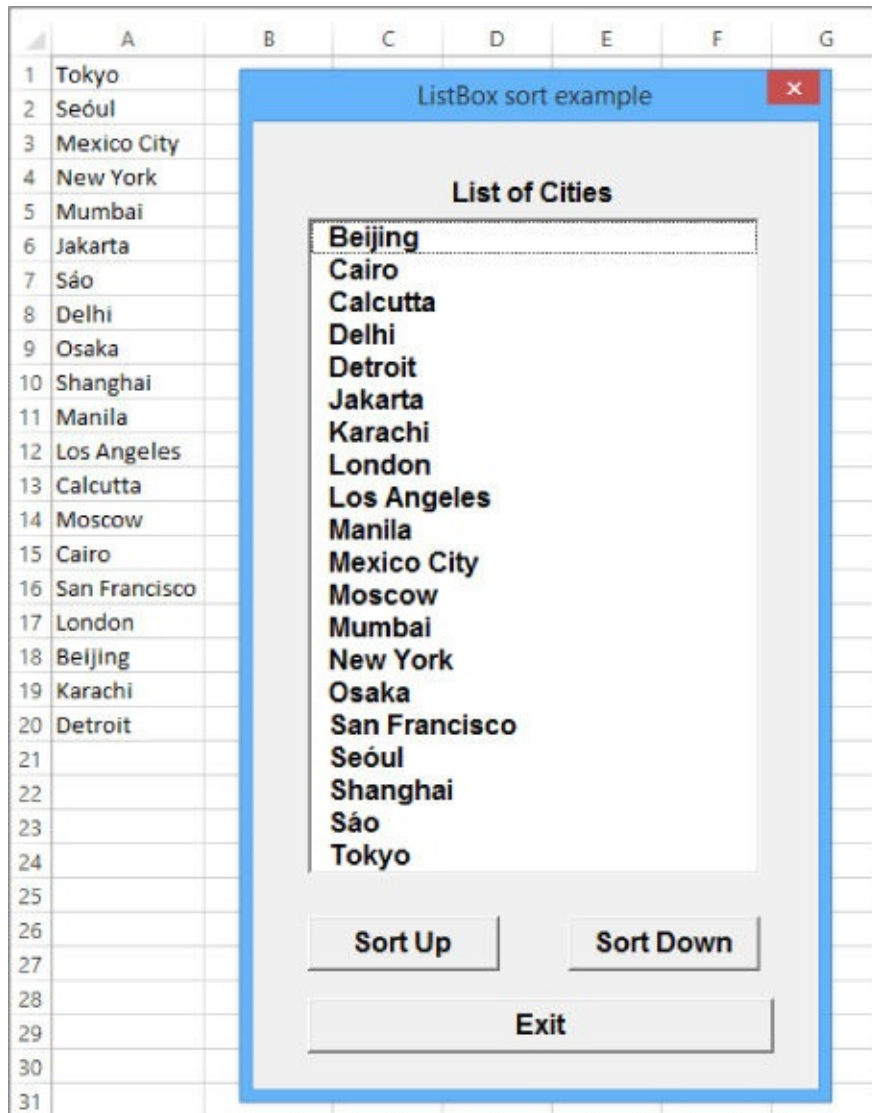 A B C D E F G
1 Tokyo
2 Seóul
3 Mexico City
4 New York
5 Mumbai
6 Jakarta
7 Sáo
8 Delhi
9 Osaka
10 Shanghai
11 Manila
12 Los Angeles
13 Calcutta
14 Moscow
15 Cairo
16 San Francisco
17 London
18 Beijing
19 Karachi
20 Detroit
21
22
23
24
25
26
27
28
29
30
31
ListBox sort example
List of Cities
Beijing
Cairo
Calcutta
Delhi
Detroit
Jakarta
Karachi
London
Los Angeles
Manila
Mexico City
Moscow
Mumbai
New York
Osaka
San Francisco
Seóul
Shanghai
Sáo
Tokyo
Sort Up Sort Down
Exit